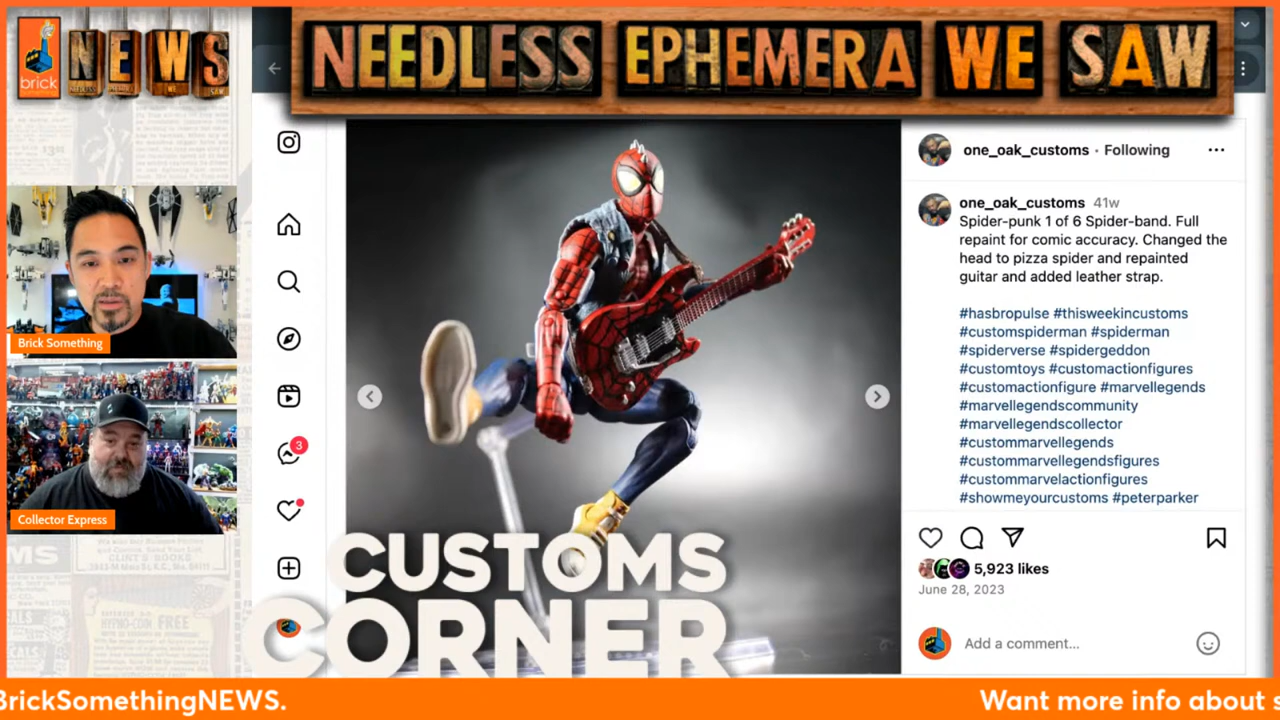 NEWS
brick
NEEDLESS EPHEMERA WE SAW
Brick Something
Collector Express
3
one_oak_customs · Following
one_oak_customs 41w
Spider-punk 1 of 6 Spider-band. Full
repaint for comic accuracy. Changed the
head to pizza spider and repainted
guitar and added leather strap.
#hasbropulse #thisweekincustoms
#customspiderman #spiderman
#spiderverse #spidergeddon
#customtoys #customactionfigures
#customactionfigure #marvellegends
#marvellegendscommunity
#marvellegendscollector
#custommarvellegends
#custommarvellegendsfigures
#custommarvelactionfigures
#showmeyourcustoms #peterparker
5,923 likes
June 28, 2023
Add a comment...
CUSTOMS
CORNER
BrickSomethingNEWS.
Want more info about s